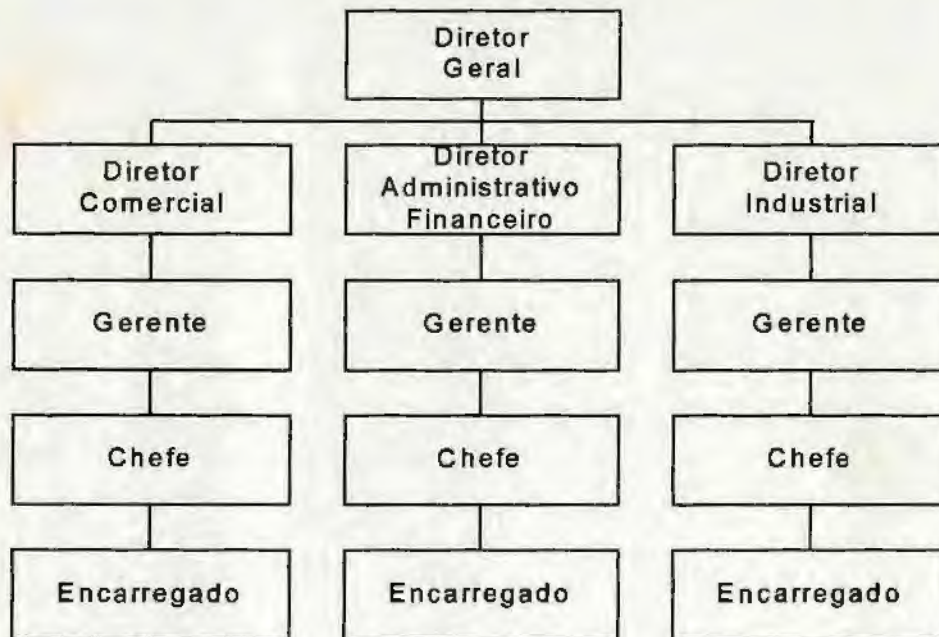 Diretor
Geral
Diretor
Comercial
Diretor
Administrativo
Financeiro
Diretor
Industrial
Gerente
Gerente
Gerente
Chefe
Chefe
Chefe
Encarregado
Encarregado
Encarregado